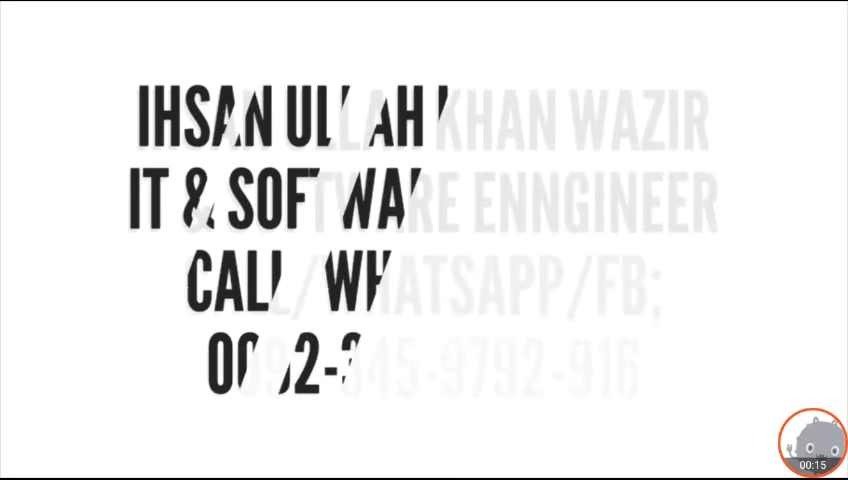 IHSAN ULLAH KHAN WAZIR
IT & SOFTWARE ENNGINEER
CALL/WHATSAPP/FB;
0092-345-9792-916
00:15